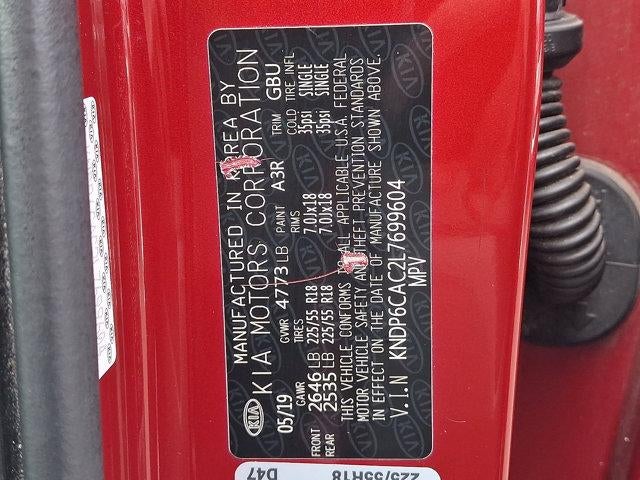 MANUFACTURED IN KOREA BY
KIA KIA MOTORS CORPORATION
05/19 GVWR 4773 LB PAINT A3R TRIM GBU
GAWR TIRES RIMS COLD TIRE INFL
FRONT 2646 LB 225/55 R18 7.0Jx18 35psi SINGLE
REAR 2535 LB 225/55 R18 7.0Jx18 35psi SINGLE
THIS VEHICLE CONFORMS TO ALL APPLICABLE U.S.A. FEDERAL
MOTOR VEHICLE SAFETY AND THEFT PREVENTION STANDARDS
IN EFFECT ON THE DATE OF MANUFACTURE SHOWN ABOVE.
V.I.N KNDP6CAC2L7699604
MPV
225/55R18
D47